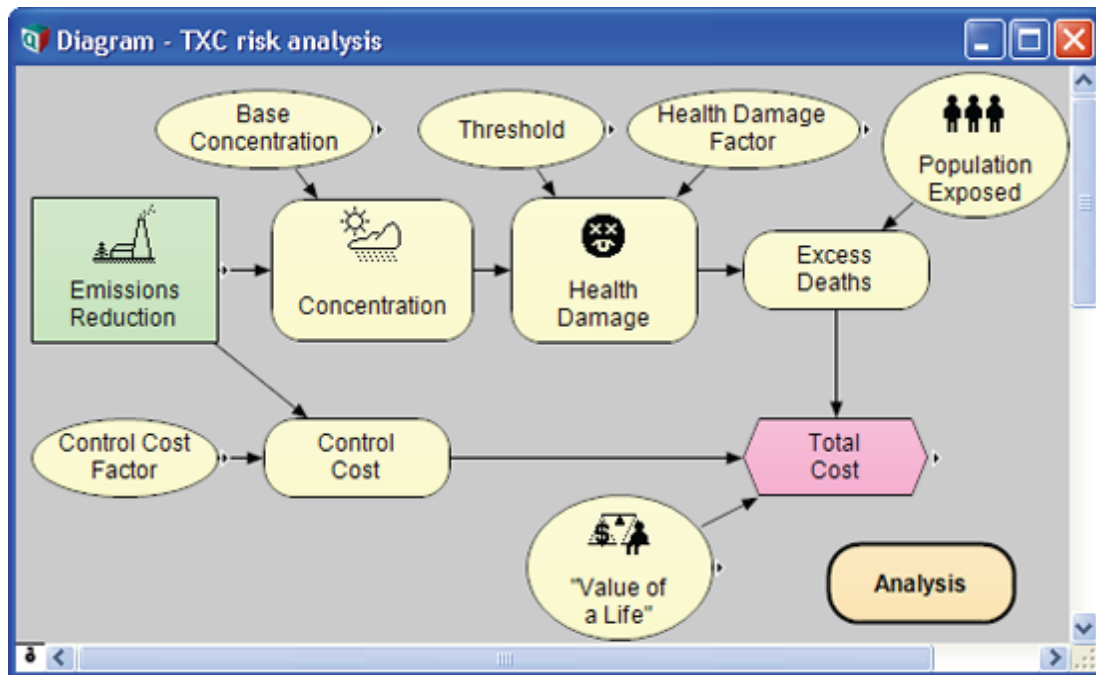 Diagram - TXC risk analysis
Base
Concentration
Threshold
Health Damage
Factor
Population
Exposed
Emissions
Reduction
Concentration
Health
Damage
Excess
Deaths
Control Cost
Factor
Control
Cost
Total
Cost
$
"Value of
a Life"
Analysis